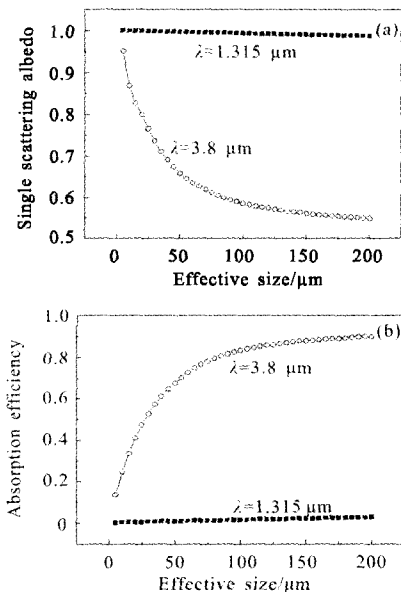 (a)
1.0
0.9
0.8
0.7
0.6
0.5
Single scattering albedo
λ=1.315 μm
λ=3.8 μm
0 50 100 150 200
Effective size/μm
(b)
1.0
0.8
0.6
0.4
0.2
0
Absorption efficiency
λ=3.8 μm
λ=1.315 μm
0 50 100 150 200
Effective size/μm